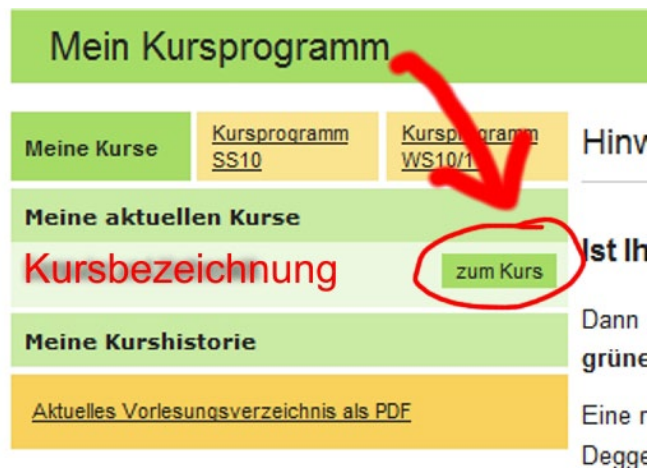 Mein Kursprogramm
Meine Kurse
Kursprogramm
SS10
Kursprogramm
Hinw
Meine aktuellen Kurse
Kursbezeichnung
zum Kurs
Ist Ih
Meine Kurshistorie
Dann
grüne
Aktuelles Vorlesungsverzeichnis als PDF
Eine
Degge